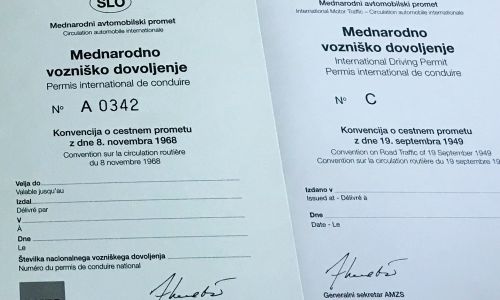 SLO
Mednarodni avtomobilski promet
Circulation automobile internationale
Mednarodno
vozniško dovoljenje
Permis international de conduire
No A 0342
Konvencija o cestnem prometu
z dne 8. novembra 1968
Convention sur la circulation routière
du 8 novembre 1968
Velja do
Valable jusqu'au
Izdal
Délivré par
V
À
Dne
Le
Številka nacionalnega vozniškega dovoljenja
Numéro du permis de conduire national
Mednarodni avtomobilski promet
International Motor Traffic – Circulation automobile internationale
Mednarodno
vozniško dovoljenje
International Driving Permit
Permis international de conduire
No C
Konvencija o cestnem prometu
z dne 19. septembra 1949
Convention on Road Traffic of 19 September 1949
Convention sur la circulation routière du 19 septembre 19
Izdano v
Issued at - Délivré à
Dne
Date - Le
Generalni sekretar AMZS